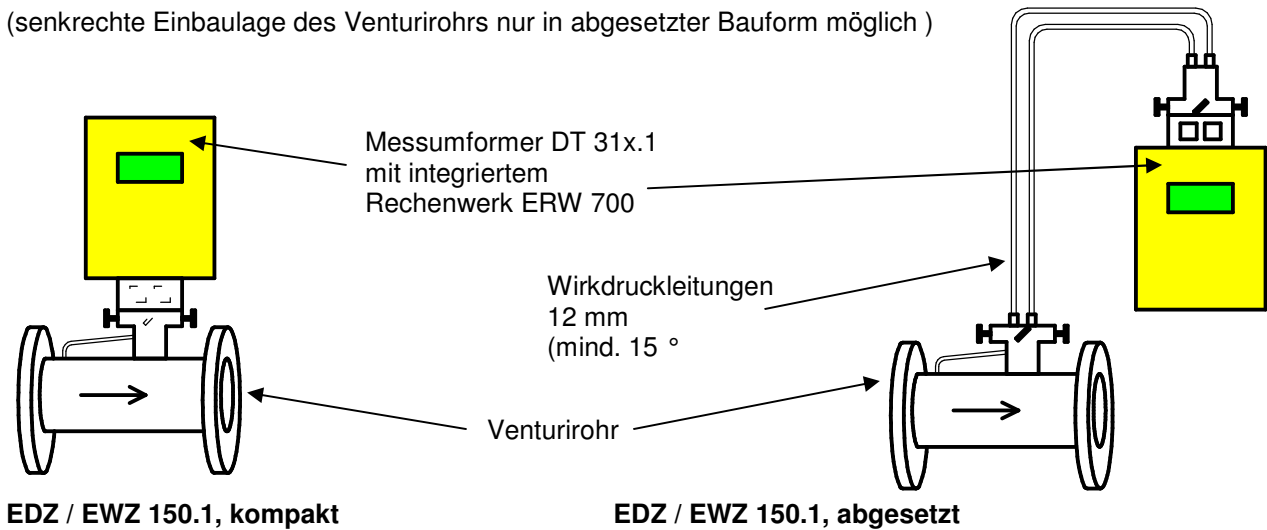 (senkrechte Einbaulage des Venturirohrs nur in abgesetzter Bauform möglich )
Messumformer DT 31x.1
mit integriertem
Rechenwerk ERW 700
Wirkdruckleitungen
12 mm
(mind. 15 °
Venturirohr
EDZ / EWZ 150.1, kompakt
EDZ / EWZ 150.1, abgesetzt